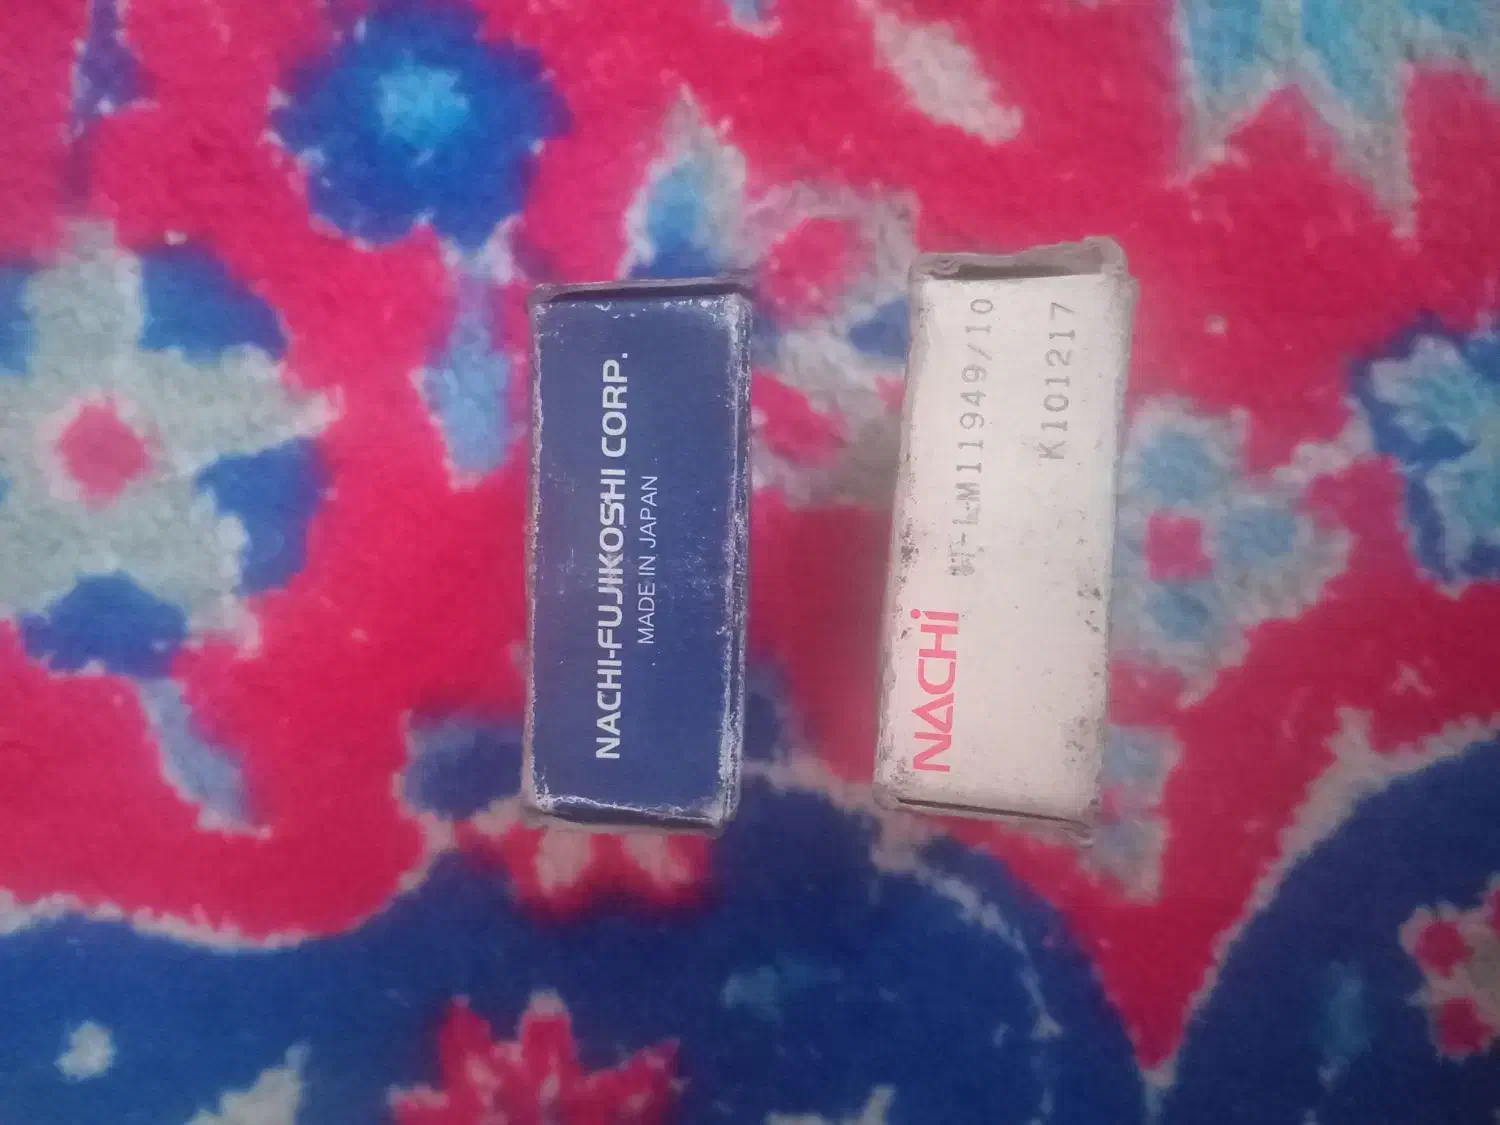 NACHI-FUJIKOSHI CORP.
MADE IN JAPAN
NACHi
LM11949/10
K101217